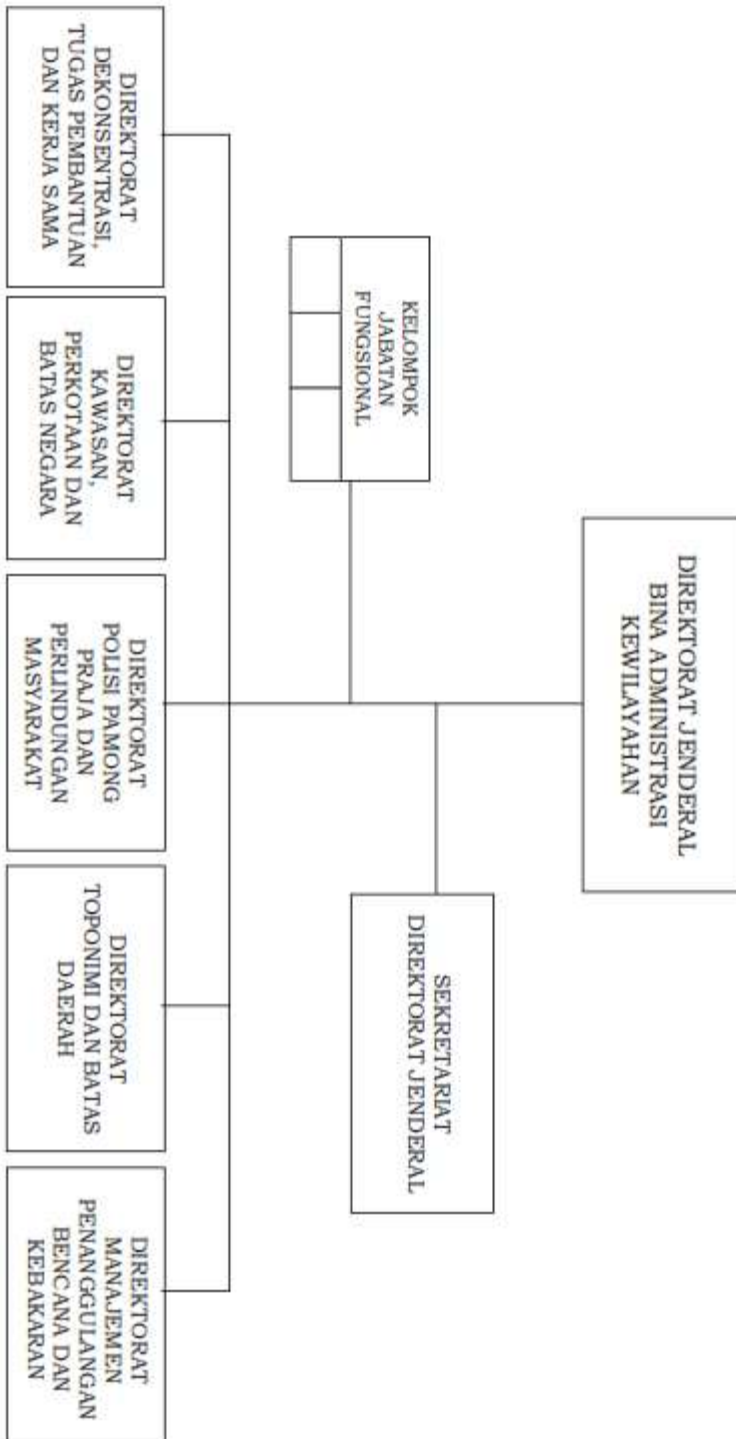 DIREKTORAT JENDERAL
BINA ADMINISTRASI
KEWILAYAHAN
SEKRETARIAT
DIREKTORAT JENDERAL
KELOMPOK
JABATAN
FUNGSIONAL
DIREKTORAT
DEKONSENTRASI,
TUGAS PEMBANTUAN
DAN KERJA SAMA
DIREKTORAT
KAWASAN,
PERKOTAAN DAN
BATAS NEGARA
DIREKTORAT
POLISI PAMONG
PRAJA DAN
PERLINDUNGAN
MASYARAKAT
DIREKTORAT
TOPONIMI DAN BATAS
DAERAH
DIREKTORAT
MANAJEMEN
PENANGGULANGAN
BENCANA DAN
KEBAKARAN